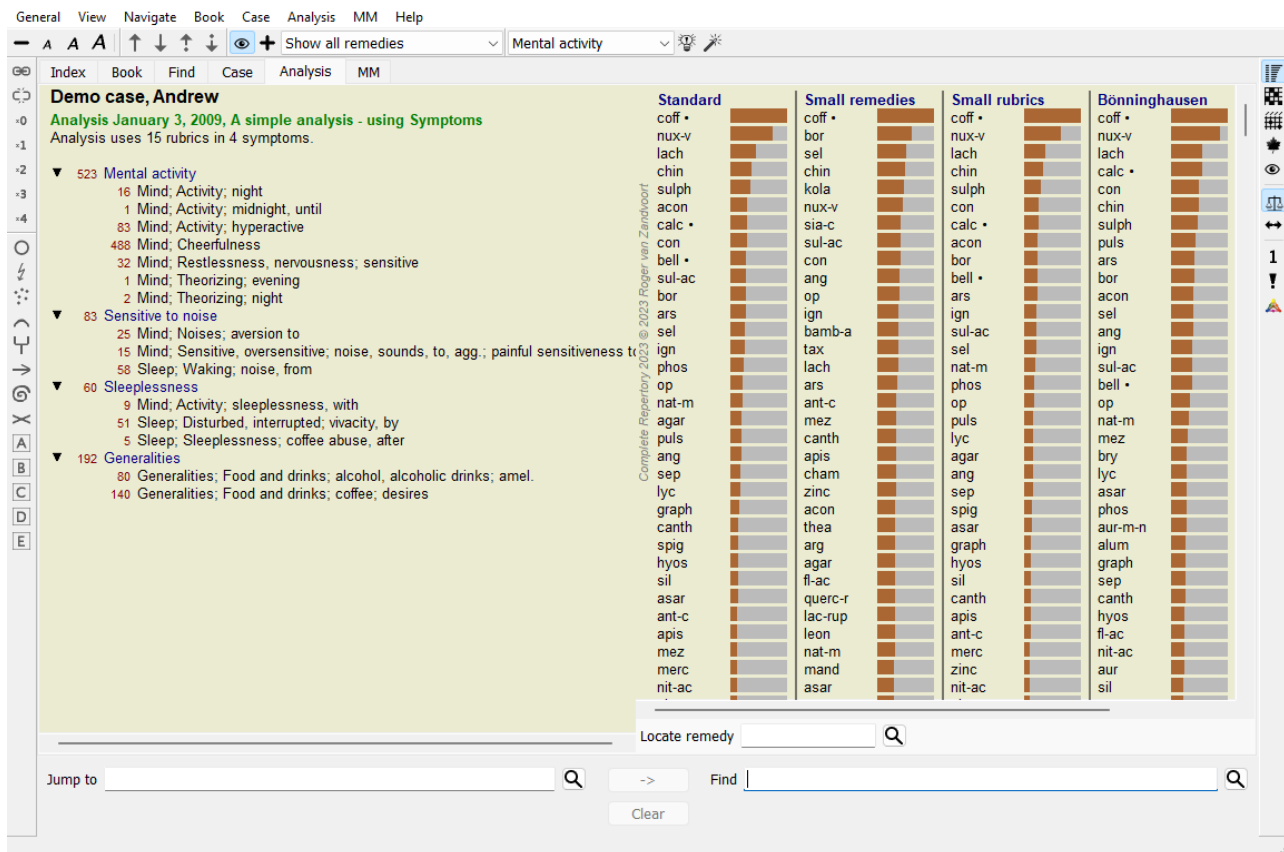 General View Navigate Book Case Analysis MM Help
A A A Show all remedies Mental activity
Index Book Find Case Analysis MM
Demo case, Andrew
Analysis January 3, 2009, A simple analysis - using Symptoms
Analysis uses 15 rubrics in 4 symptoms.
×0
×1
×2
×3
×4
A
B
C
D
E
▼ 523 Mental activity
16 Mind; Activity; night
1 Mind; Activity; midnight, until
83 Mind; Activity; hyperactive
488 Mind; Cheerfulness
32 Mind; Restlessness, nervousness; sensitive
1 Mind; Theorizing; evening
2 Mind; Theorizing; night
▼ 83 Sensitive to noise
25 Mind; Noises; aversion to
15 Mind; Sensitive, oversensitive; noise, sounds, to, agg.; painful sensitiveness to
58 Sleep; Waking; noise, from
▼ 60 Sleeplessness
9 Mind; Activity; sleeplessness, with
51 Sleep; Disturbed, interrupted; vivacity, by
5 Sleep; Sleeplessness; coffee abuse, after
▼ 192 Generalities
80 Generalities; Food and drinks; alcohol, alcoholic drinks; amel.
140 Generalities; Food and drinks; coffee; desires
Complete Repertory 2023 © 2023 Roger van Zandvoort
Standard
coff •
nux-v
lach
chin
sulph
acon
calc •
con
bell •
sul-ac
bor
ars
sel
ign
phos
op
nat-m
agar
puls
ang
sep
lyc
graph
canth
spig
hyos
sil
asar
ant-c
apis
mez
merc
nit-ac
Small remedies
coff •
bor
sel
chin
kola
nux-v
sia-c
sul-ac
con
ang
op
ign
bamb-a
tax
lach
ars
ant-c
mez
canth
apis
cham
zinc
acon
thea
arg
agar
fl-ac
querc-r
lac-rup
leon
nat-m
mand
asar
Small rubrics
coff •
nux-v
lach
chin
sulph
con
calc •
acon
bor
bell •
ars
ign
sul-ac
sel
nat-m
phos
op
puls
lyc
agar
ang
sep
spig
asar
graph
hyos
sil
canth
apis
ant-c
merc
zinc
nit-ac
Bönninghausen
coff •
nux-v
lach
calc •
con
chin
sulph
puls
ars
bor
acon
sel
ang
ign
sul-ac
bell •
op
nat-m
mez
bry
lyc
asar
phos
aur-m-n
alum
graph
sep
canth
hyos
fl-ac
nit-ac
aur
sil
1
Locate remedy
Jump to -> Find
Clear